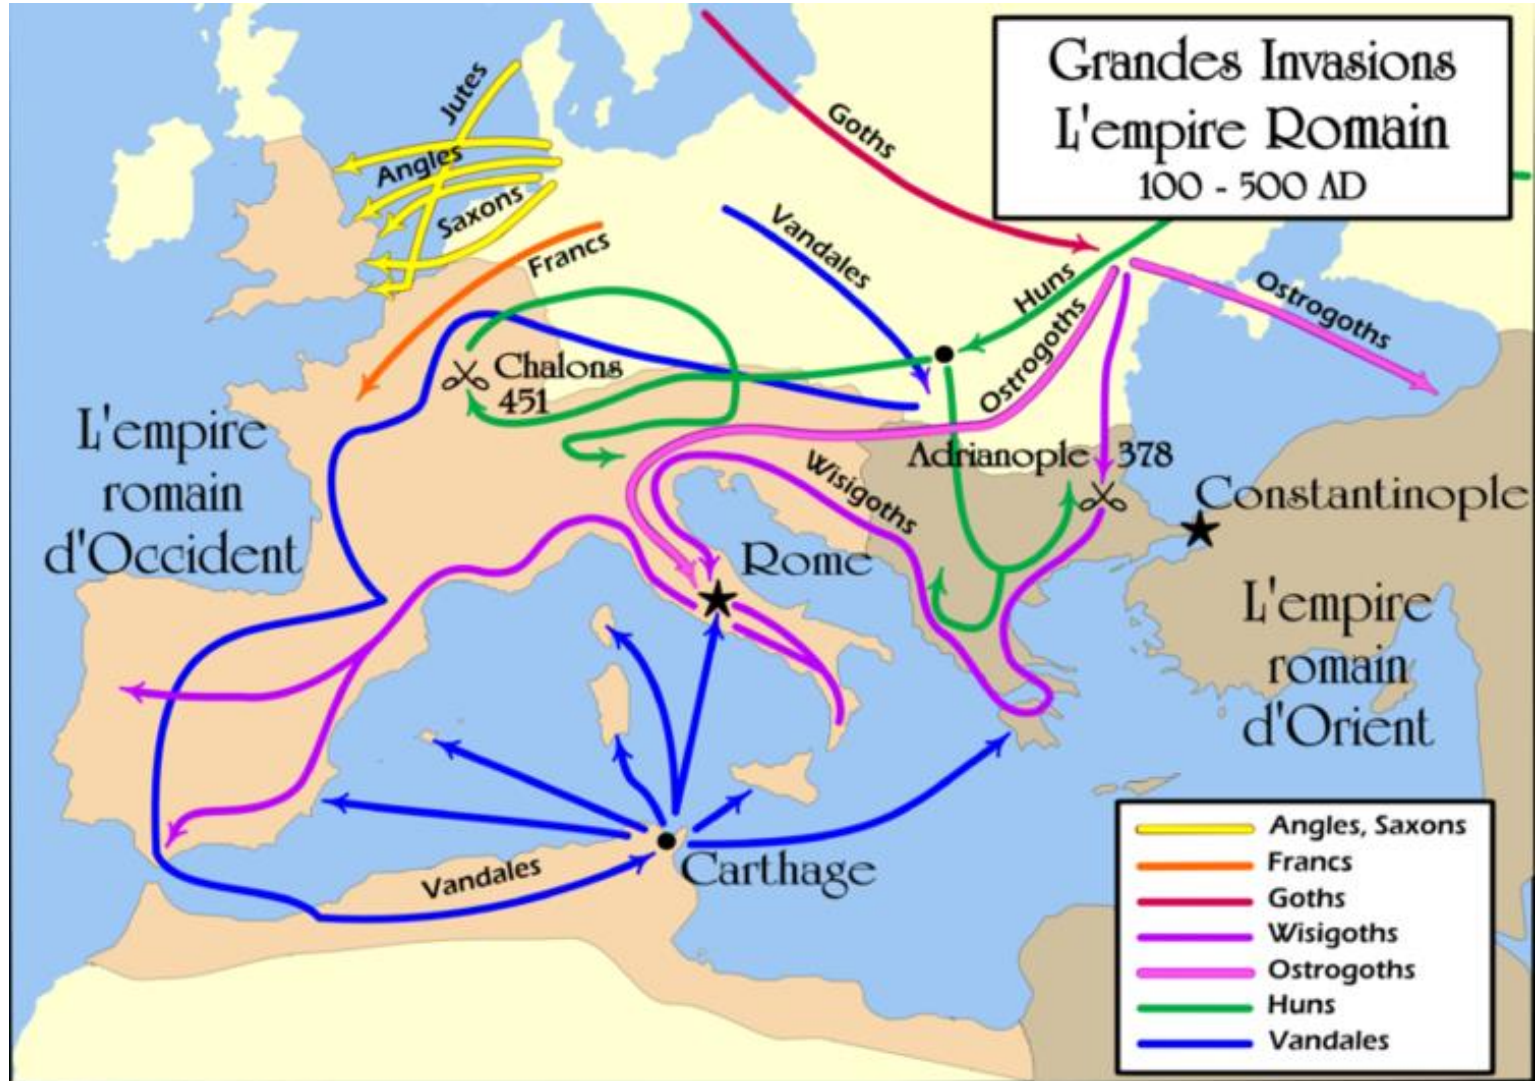 Grandes Invasions
L'empire Romain
100 - 500 AD
Jutes
Angles
Saxons
Francs
Goths
Vandales
Huns
Ostrogoths
Ostrogoths
Chalons
451
L'empire
romain
d'Occident
Adrianople 378
Wisigoths
Constantinople
Rome
L'empire
romain
d'Orient
Vandales
Carthage
Angles, Saxons
Francs
Goths
Wisigoths
Ostrogoths
Huns
Vandales